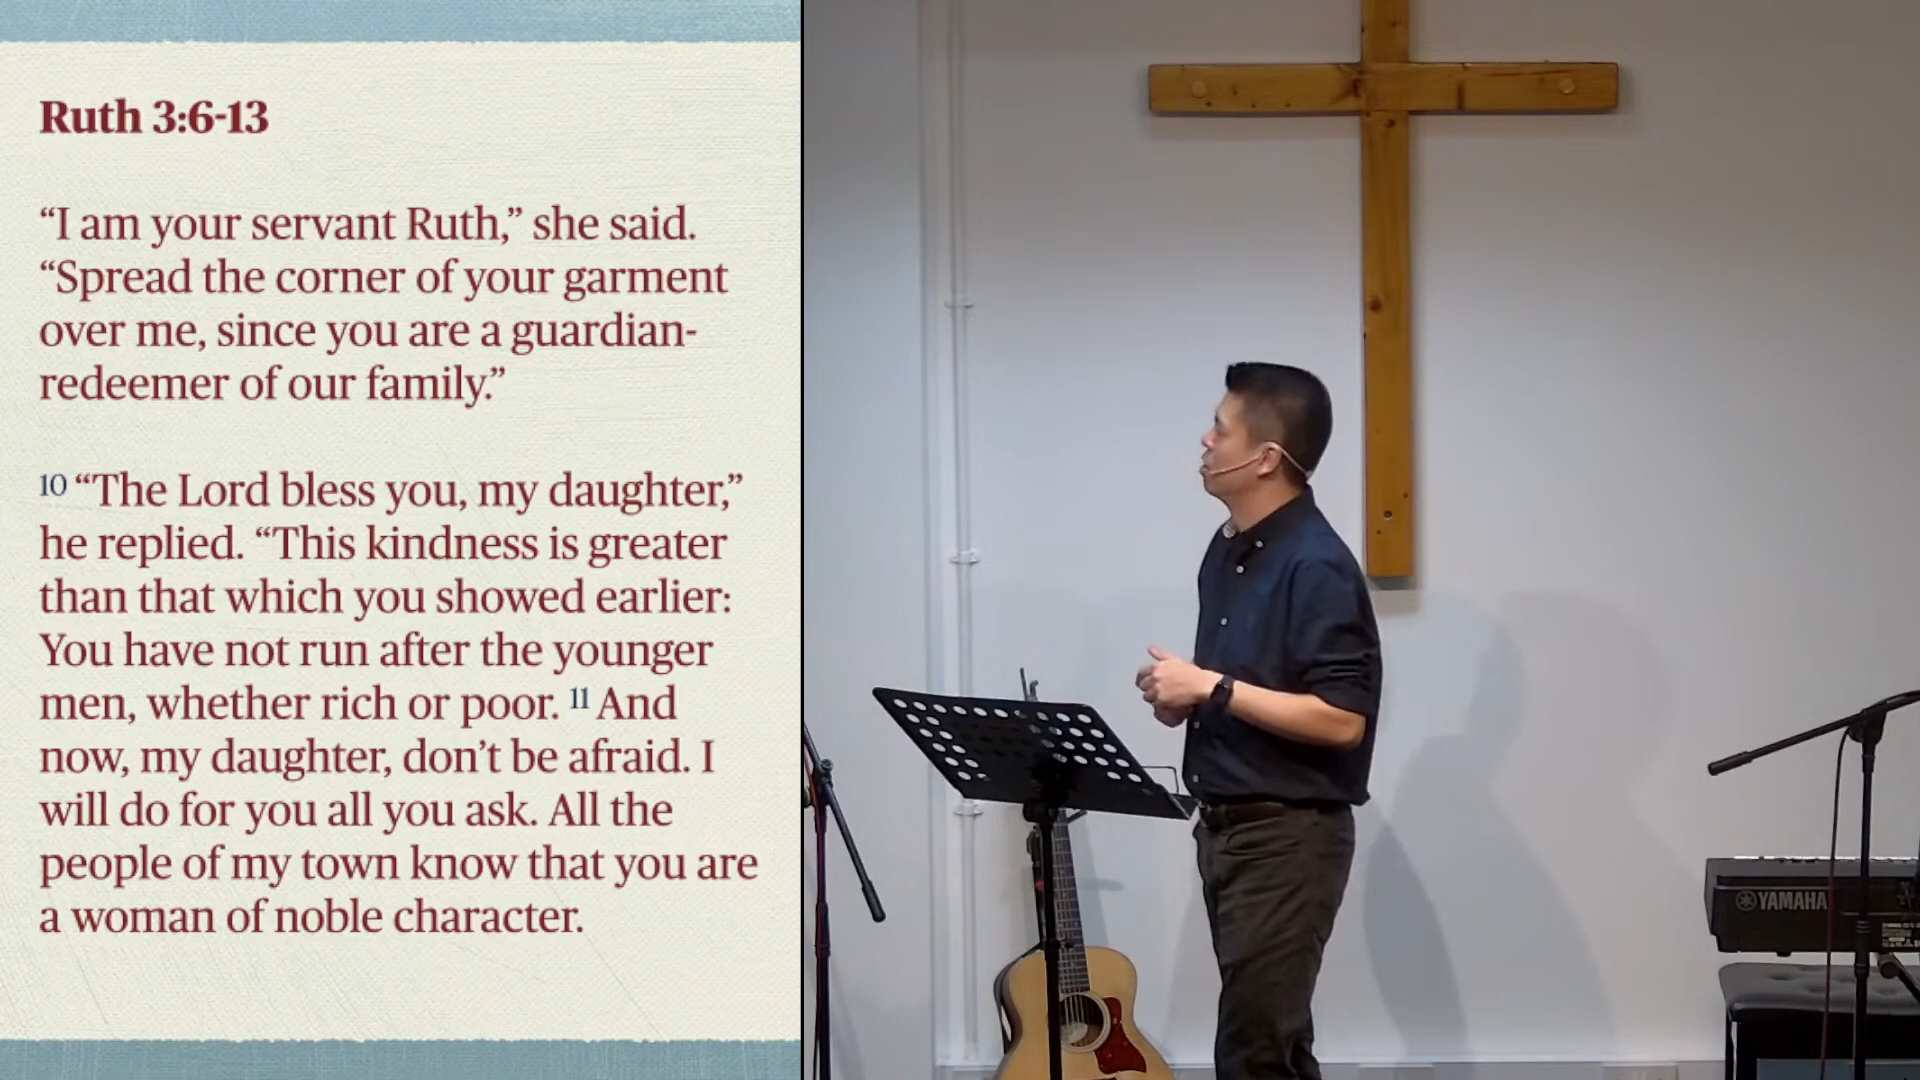 Ruth 3:6-13
“I am your servant Ruth,” she said.
“Spread the corner of your garment
over me, since you are a guardian-
redeemer of our family.”
10 “The Lord bless you, my daughter,”
he replied. “This kindness is greater
than that which you showed earlier:
You have not run after the younger
men, whether rich or poor. 11 And
now, my daughter, don’t be afraid. I
will do for you all you ask. All the
people of my town know that you are
a woman of noble character.
YAMAHA